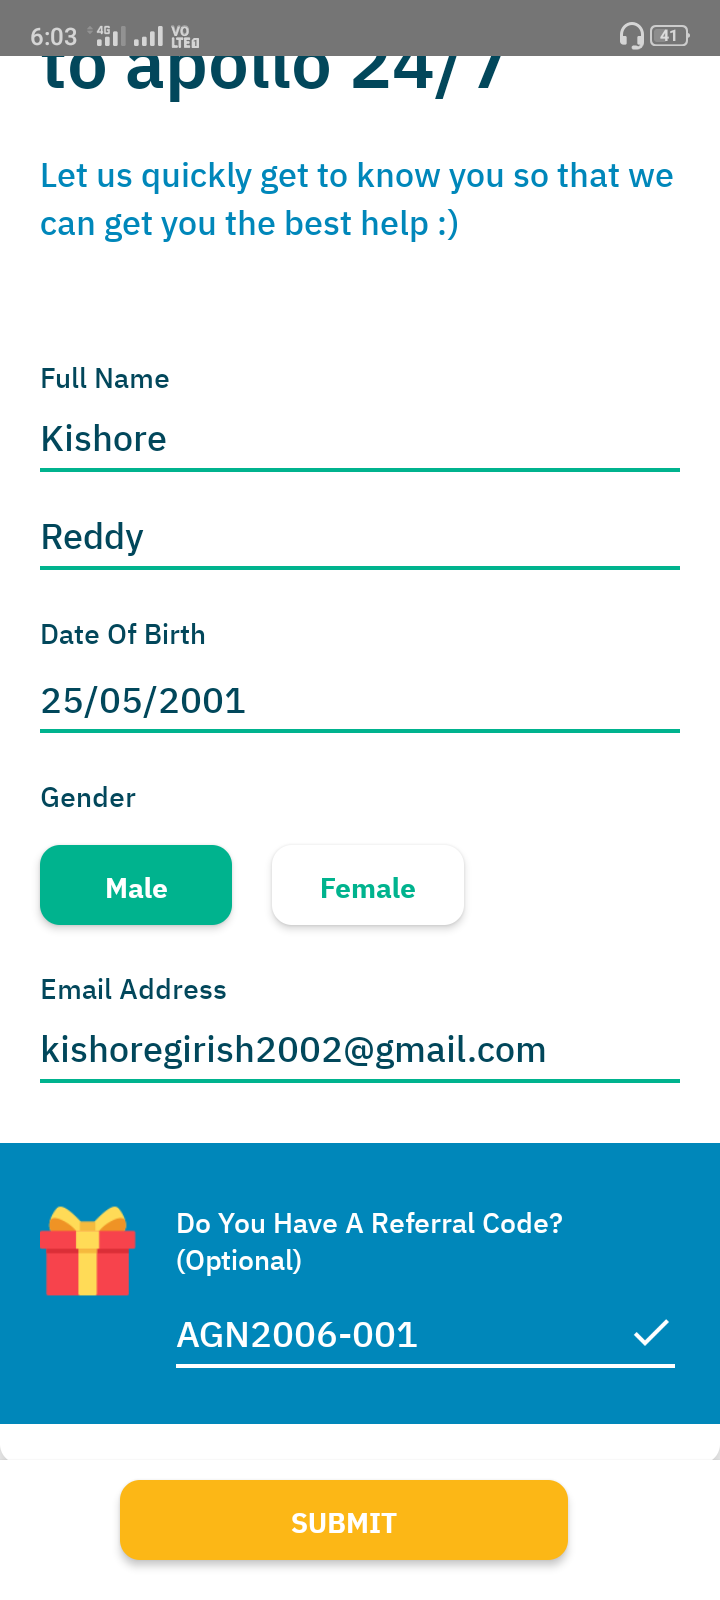 6:03 4G VO LTE 41
to apollo 24/7
Let us quickly get to know you so that we
can get you the best help :)
Full Name
Kishore
Reddy
Date Of Birth
25/05/2001
Gender
Male Female
Email Address
kishoregirish2002@gmail.com
Do You Have A Referral Code?
(Optional)
AGN2006-001
SUBMIT